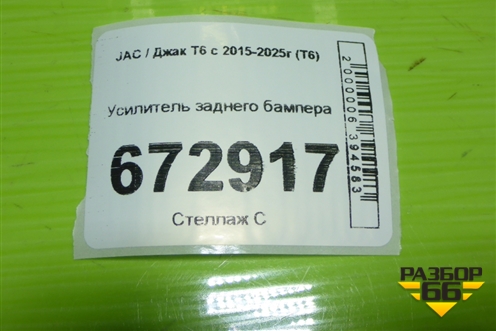 JAC / Джак Т6 с 2015-2025г (Т6)
Усилитель заднего бампера
672917
Стеллаж С
2000006394583
РАЗБОР
66